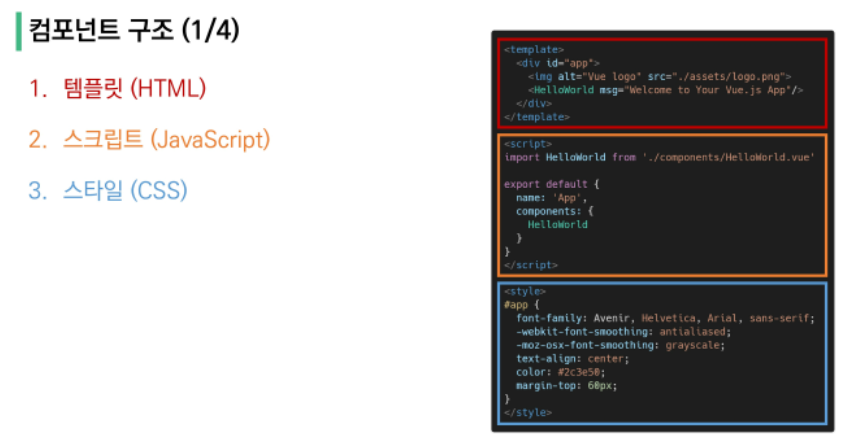 컴포넌트 구조 (1/4)
1. 템플릿 (HTML)
2. 스크립트 (JavaScript)
3. 스타일 (CSS)
<template>
  <div id="app">
    <img alt="Vue logo" src="./assets/logo.png">
    <HelloWorld msg="Welcome to Your Vue.js App"/>
  </div>
</template>
<script>
import HelloWorld from './components/HelloWorld.vue'
export default {
  name: 'App',
  components: {
    HelloWorld
  }
}
</script>
<style>
#app {
  font-family: Avenir, Helvetica, Arial, sans-serif;
  -webkit-font-smoothing: antialiased;
  -moz-osx-font-smoothing: grayscale;
  text-align: center;
  color: #2c3e50;
  margin-top: 60px;
}
</style>